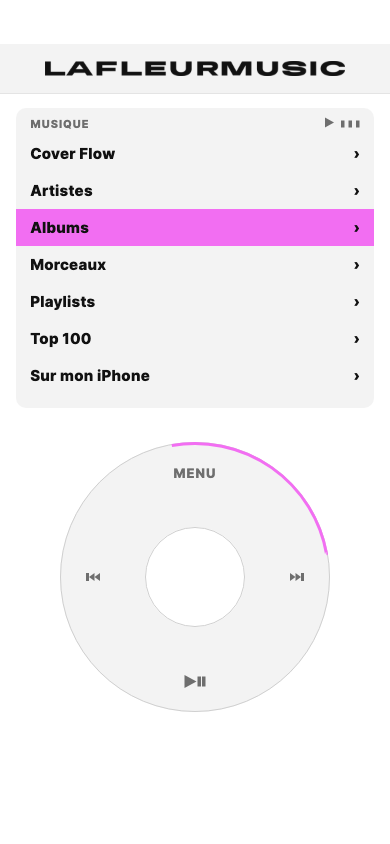 LAFLEURMUSIC
MUSIQUE
Cover Flow ›
Artistes ›
Albums ›
Morceaux ›
Playlists ›
Top 100 ›
Sur mon iPhone ›
MENU